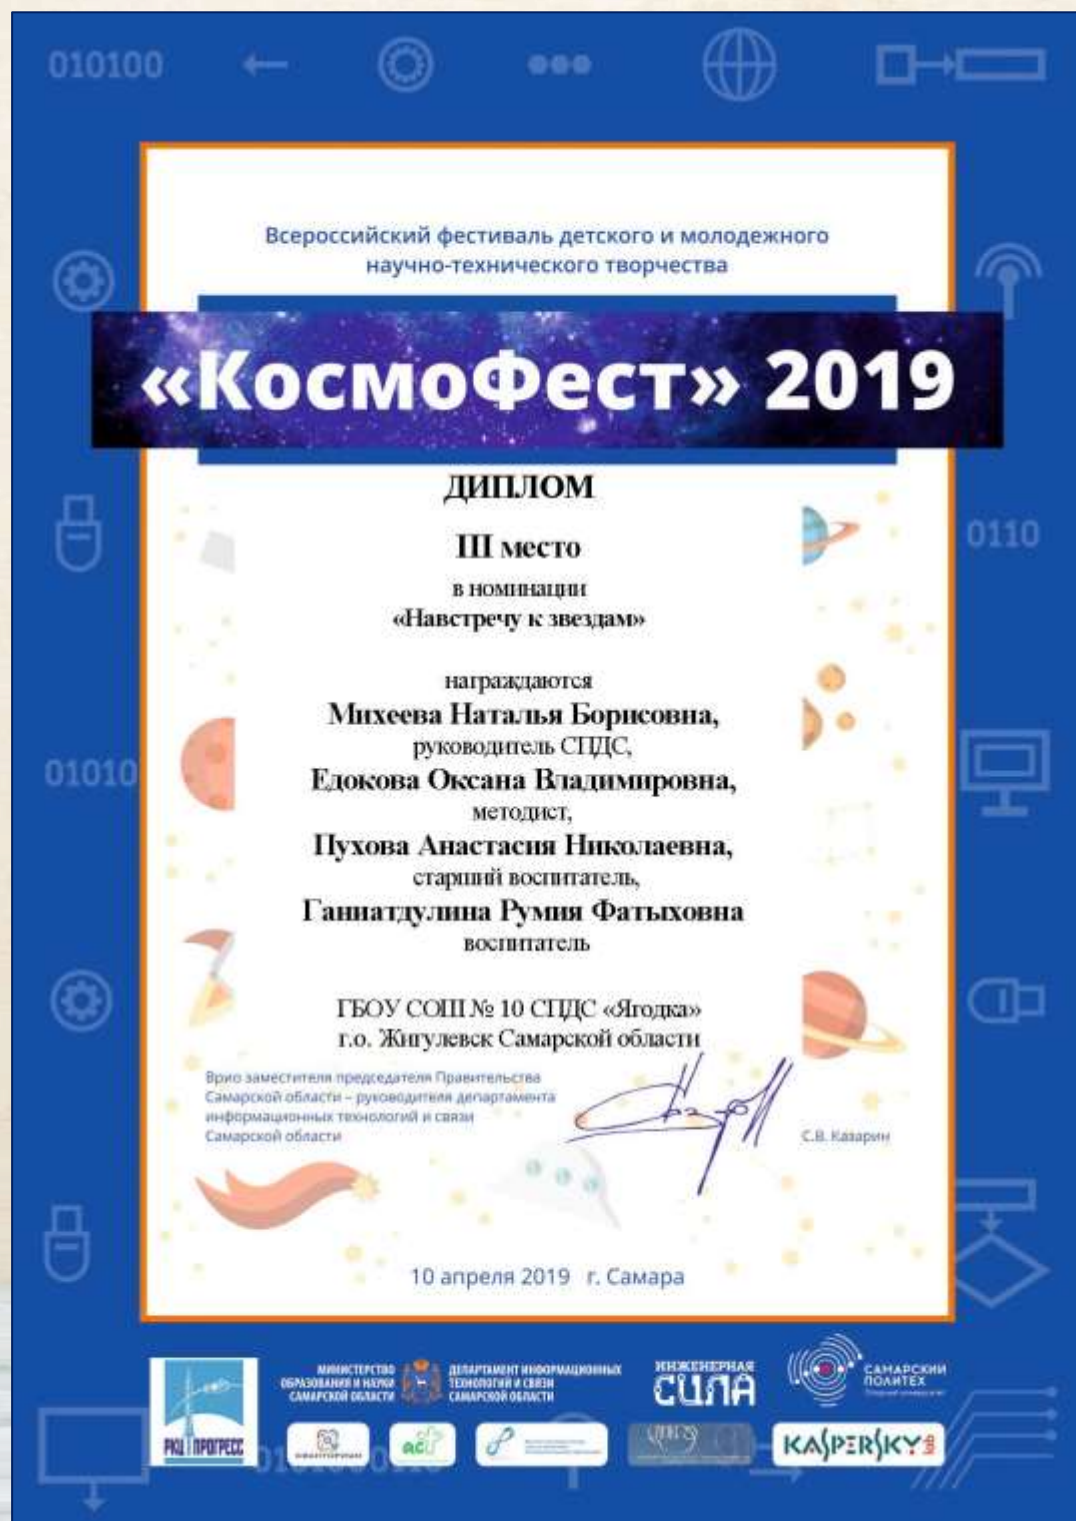 010100
Всероссийский фестиваль детского и молодежного
научно-технического творчества
«КосмоФест» 2019
ДИПЛОМ
III место
0110
в номинации
«Навстречу к звездам»
награждаются
Михеева Наталья Борисовна,
руководитель СПДС,
01010
Едокова Оксана Владимировна,
методист,
Пухова Анастасия Николаевна,
старший воспитатель,
Ганиатдулина Румия Фатыховна
воспитатель
ГБОУ СОШ № 10 СПДС «Ягодка»
г.о. Жигулевск Самарской области
Врио заместителя председателя Правительства
Самарской области – руководителя департамента
информационных технологий и связи
Самарской области
С.В. Казарин
10 апреля 2019 г. Самара
РКЦ ПРОГРЕСС
МИНИСТЕРСТВО
ОБРАЗОВАНИЯ И НАУКИ
САМАРСКОЙ ОБЛАСТИ
ДЕПАРТАМЕНТ ИНФОРМАЦИОННЫХ
ТЕХНОЛОГИЙ И СВЯЗИ
САМАРСКОЙ ОБЛАСТИ
ИНЖЕНЕРНАЯ
СИЛА
САМАРСКИЙ
ПОЛИТЕХ
Опорный университет
КВАНТОРИУМ
KASPERSKY lab